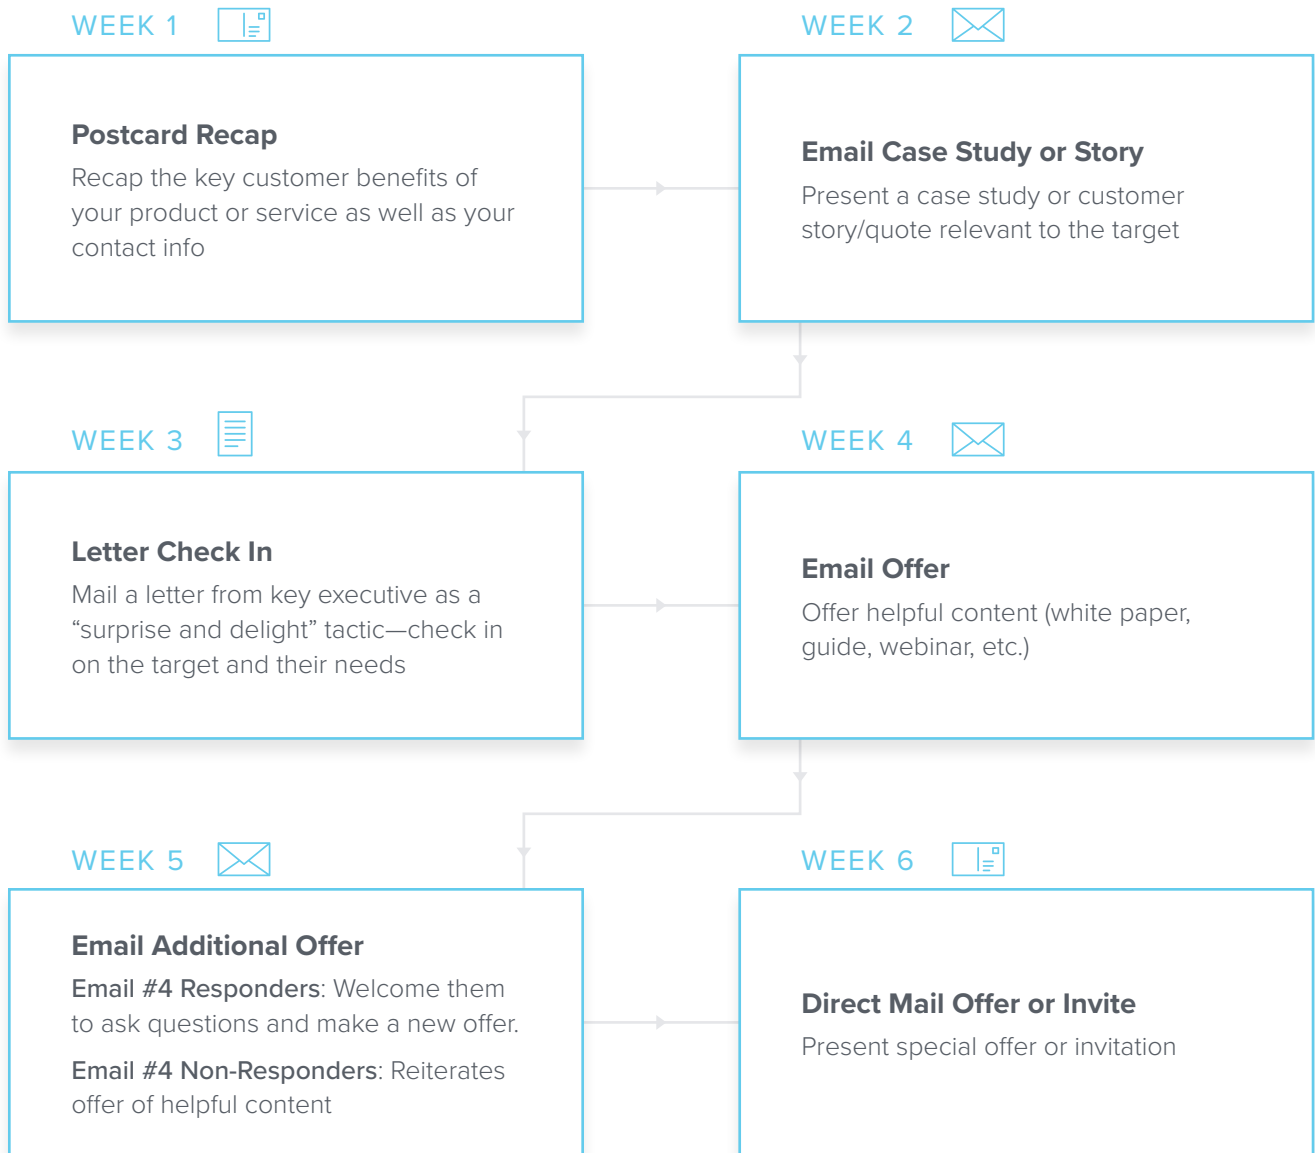 WEEK 1
Postcard Recap
Recap the key customer benefits of
your product or service as well as your
contact info
WEEK 2
Email Case Study or Story
Present a case study or customer
story/quote relevant to the target
WEEK 3
Letter Check In
Mail a letter from key executive as a
“surprise and delight” tactic—check in
on the target and their needs
WEEK 4
Email Offer
Offer helpful content (white paper,
guide, webinar, etc.)
WEEK 5
Email Additional Offer
Email #4 Responders: Welcome them
to ask questions and make a new offer.
Email #4 Non-Responders: Reiterates
offer of helpful content
WEEK 6
Direct Mail Offer or Invite
Present special offer or invitation